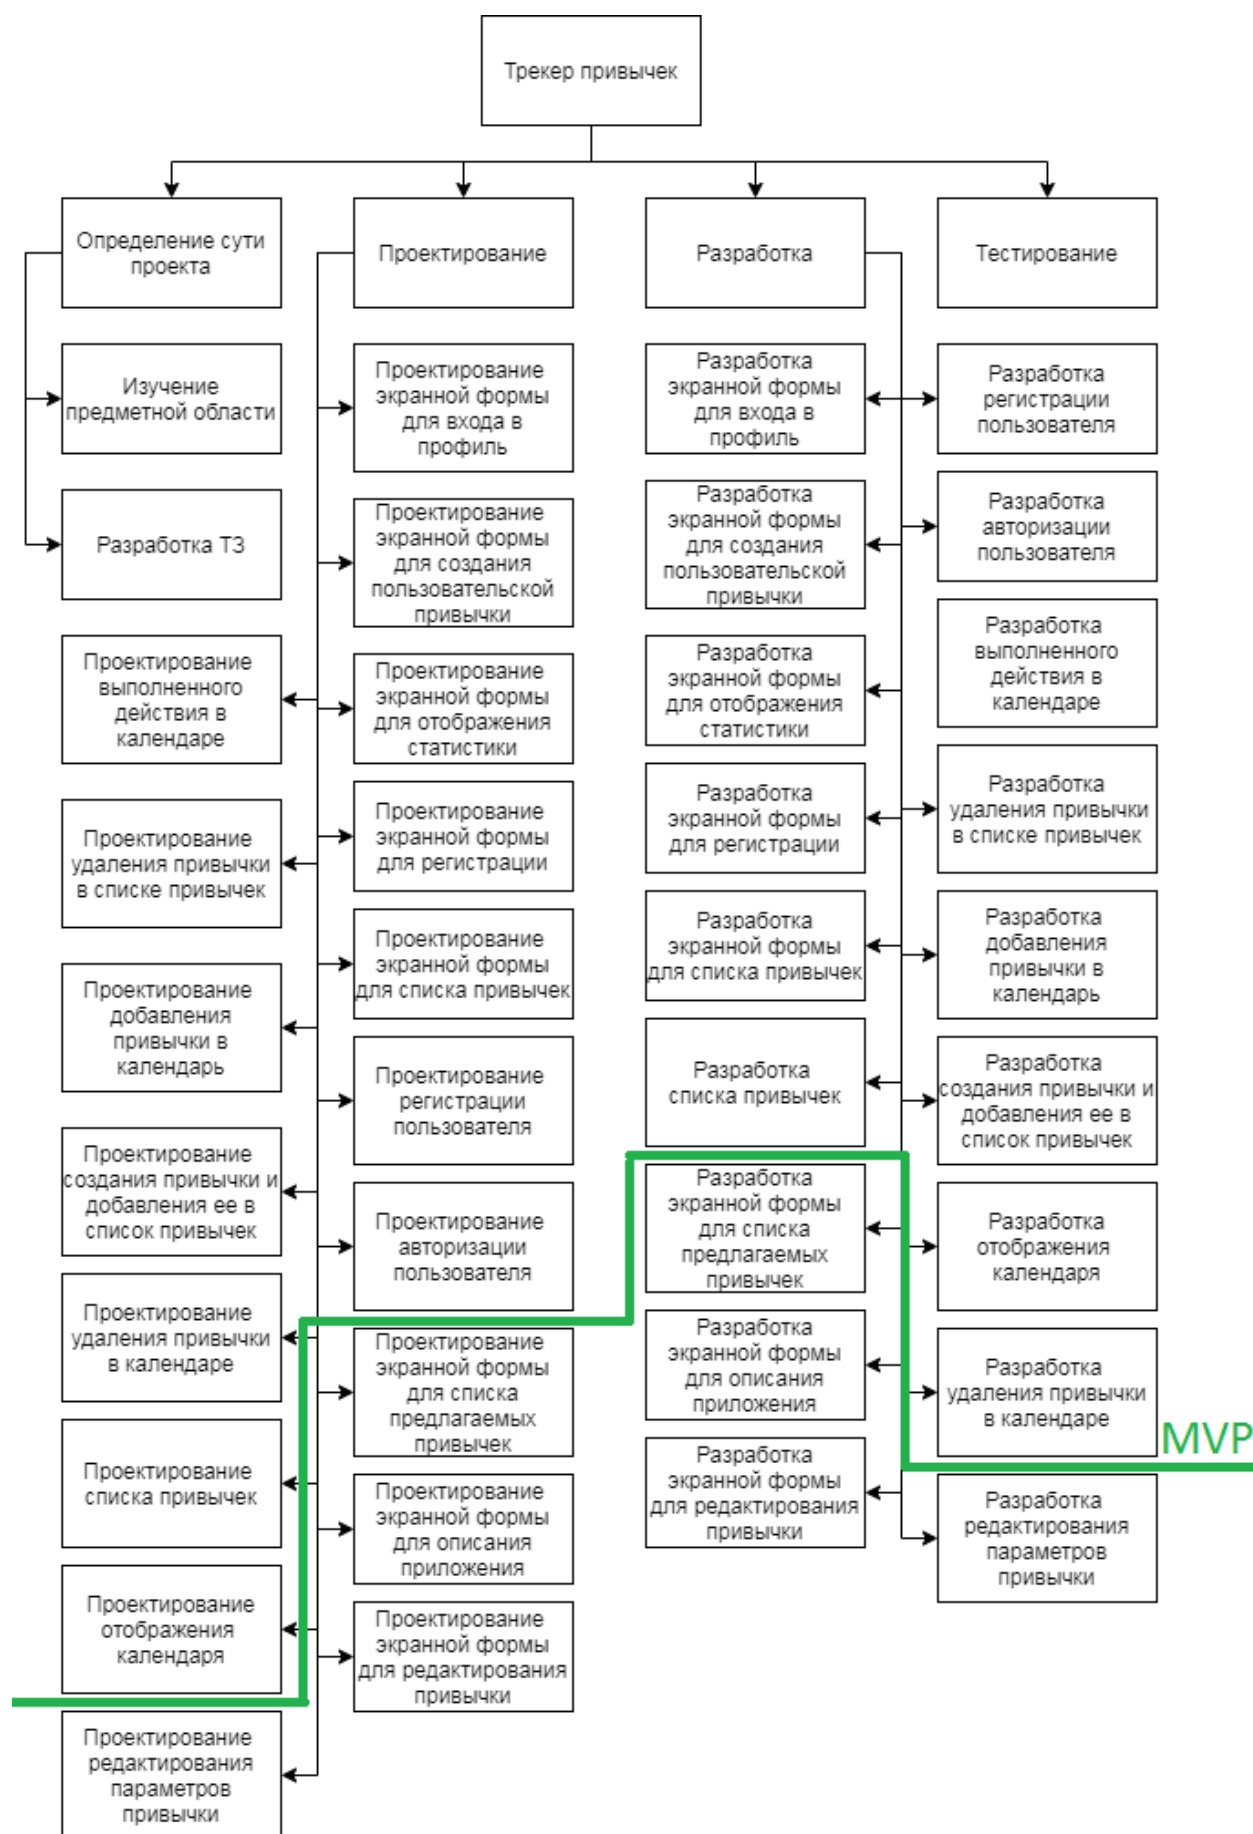 Трекер привычек
Определение сути
проекта
Проектирование
Разработка
Тестирование
Изучение
предметной области
Проектирование
экранной формы
для входа в
профиль
Разработка
экранной формы
для входа в
профиль
Разработка
регистрации
пользователя
Разработка ТЗ
Проектирование
экранной формы
для создания
пользовательской
привычки
Разработка
экранной формы
для создания
пользовательской
привычки
Разработка
авторизации
пользователя
Проектирование
выполненного
действия в
календаре
Проектирование
экранной формы
для отображения
статистики
Разработка
экранной формы
для отображения
статистики
Разработка
выполненного
действия в
календаре
Проектирование
удаления привычки
в списке привычек
Проектирование
экранной формы
для регистрации
Разработка
экранной формы
для регистрации
Разработка
удаления привычки
в списке привычек
Проектирование
добавления
привычки в
календарь
Проектирование
экранной формы
для списка привычек
Разработка
экранной формы
для списка привычек
Разработка
добавления
привычки в
календарь
Проектирование
создания привычки и
добавления ее в
список привычек
Проектирование
регистрации
пользователя
Разработка
списка привычек
Разработка
создания привычки и
добавления ее в
список привычек
Проектирование
удаления привычки
в календаре
Проектирование
авторизации
пользователя
Разработка
экранной формы
для списка
предлагаемых
привычек
Разработка
отображения
календаря
Проектирование
списка привычек
Проектирование
экранной формы
для списка
предлагаемых
привычек
Разработка
экранной формы
для описания
приложения
Разработка
удаления привычки
в календаре
MVP
Проектирование
отображения
календаря
Проектирование
экранной формы
для описания
приложения
Разработка
экранной формы
для редактирования
привычки
Разработка
редактирования
параметров
привычки
Проектирование
редактирования
параметров
привычки
Проектирование
экранной формы
для редактирования
привычки